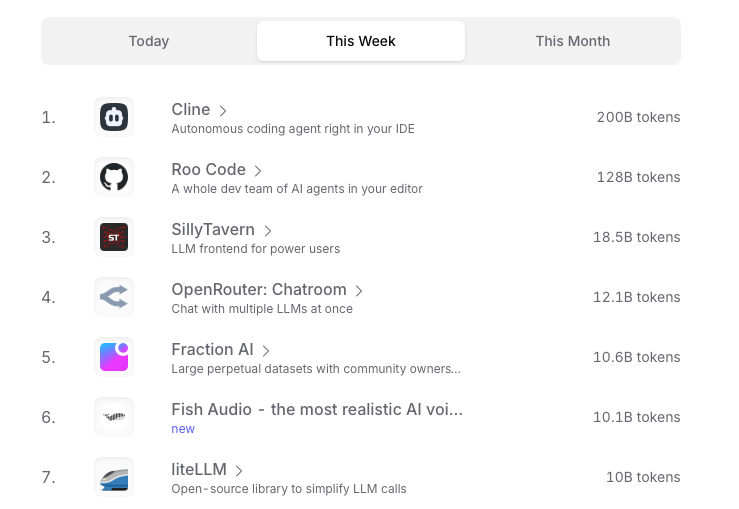 Today
This Week
This Month
1.
Cline
200B tokens
Autonomous coding agent right in your IDE
2.
Roo Code
128B tokens
A whole dev team of AI agents in your editor
3.
ST
SillyTavern
18.5B tokens
LLM frontend for power users
4.
OpenRouter: Chatroom
12.1B tokens
Chat with multiple LLMs at once
5.
Fraction AI
10.6B tokens
Large perpetual datasets with community owners...
6.
Fish Audio - the most realistic AI voi...
10.1B tokens
new
7.
liteLLM
10B tokens
Open-source library to simplify LLM calls